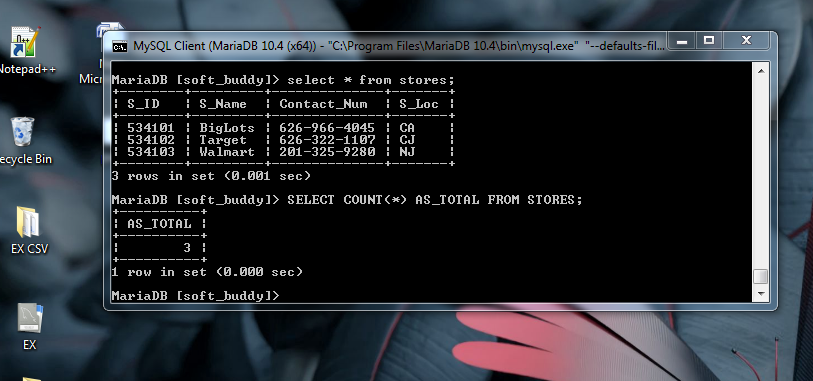 MySQL Client (MariaDB 10.4 (x64)) - "C:\Program Files\MariaDB 10.4\bin\mysql.exe" "--defaults-fil...
Notepad++
Micros
ecycle Bin
EX CSV
EX
MariaDB [soft_buddy]> select * from stores;
+--------+---------+--------------+-------+
| S_ID | S_Name | Contact_Num | S_Loc |
+--------+---------+--------------+-------+
| 534101 | BigLots | 626-966-4045 | CA |
| 534102 | Target | 626-322-1107 | CJ |
| 534103 | Walmart | 201-325-9280 | NJ |
+--------+---------+--------------+-------+
3 rows in set (0.001 sec)
MariaDB [soft_buddy]> SELECT COUNT(*) AS_TOTAL FROM STORES;
+----------+
| AS_TOTAL |
+----------+
| 3 |
+----------+
1 row in set (0.000 sec)
MariaDB [soft_buddy]>